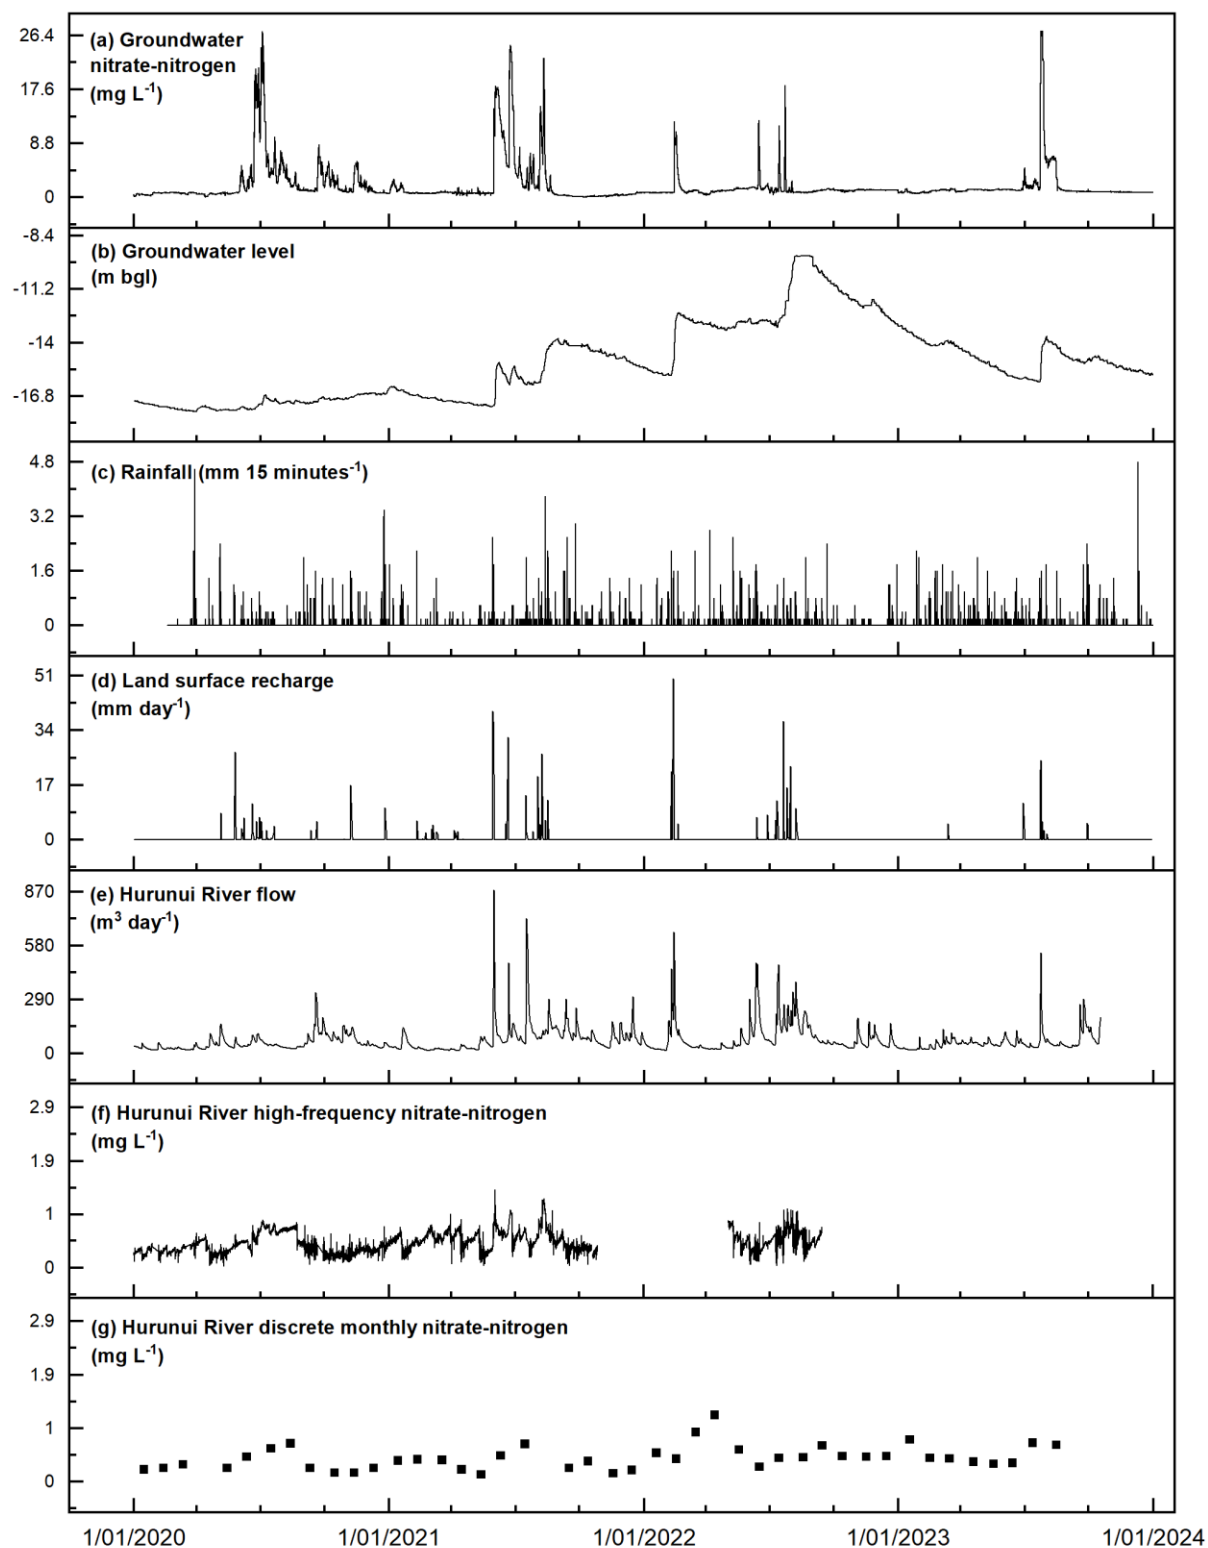 26.4
17.6
8.8
0
(a) Groundwater
nitrate-nitrogen
(mg L⁻¹)
-8.4
-11.2
-14
-16.8
(b) Groundwater level
(m bgl)
4.8
3.2
1.6
0
(c) Rainfall (mm 15 minutes⁻¹)
51
34
17
0
(d) Land surface recharge
(mm day⁻¹)
870
580
290
0
(e) Hurunui River flow
(m³ day⁻¹)
2.9
1.9
1
0
(f) Hurunui River high-frequency nitrate-nitrogen
(mg L⁻¹)
2.9
1.9
1
0
(g) Hurunui River discrete monthly nitrate-nitrogen
(mg L⁻¹)
1/01/2020 1/01/2021 1/01/2022 1/01/2023 1/01/2024